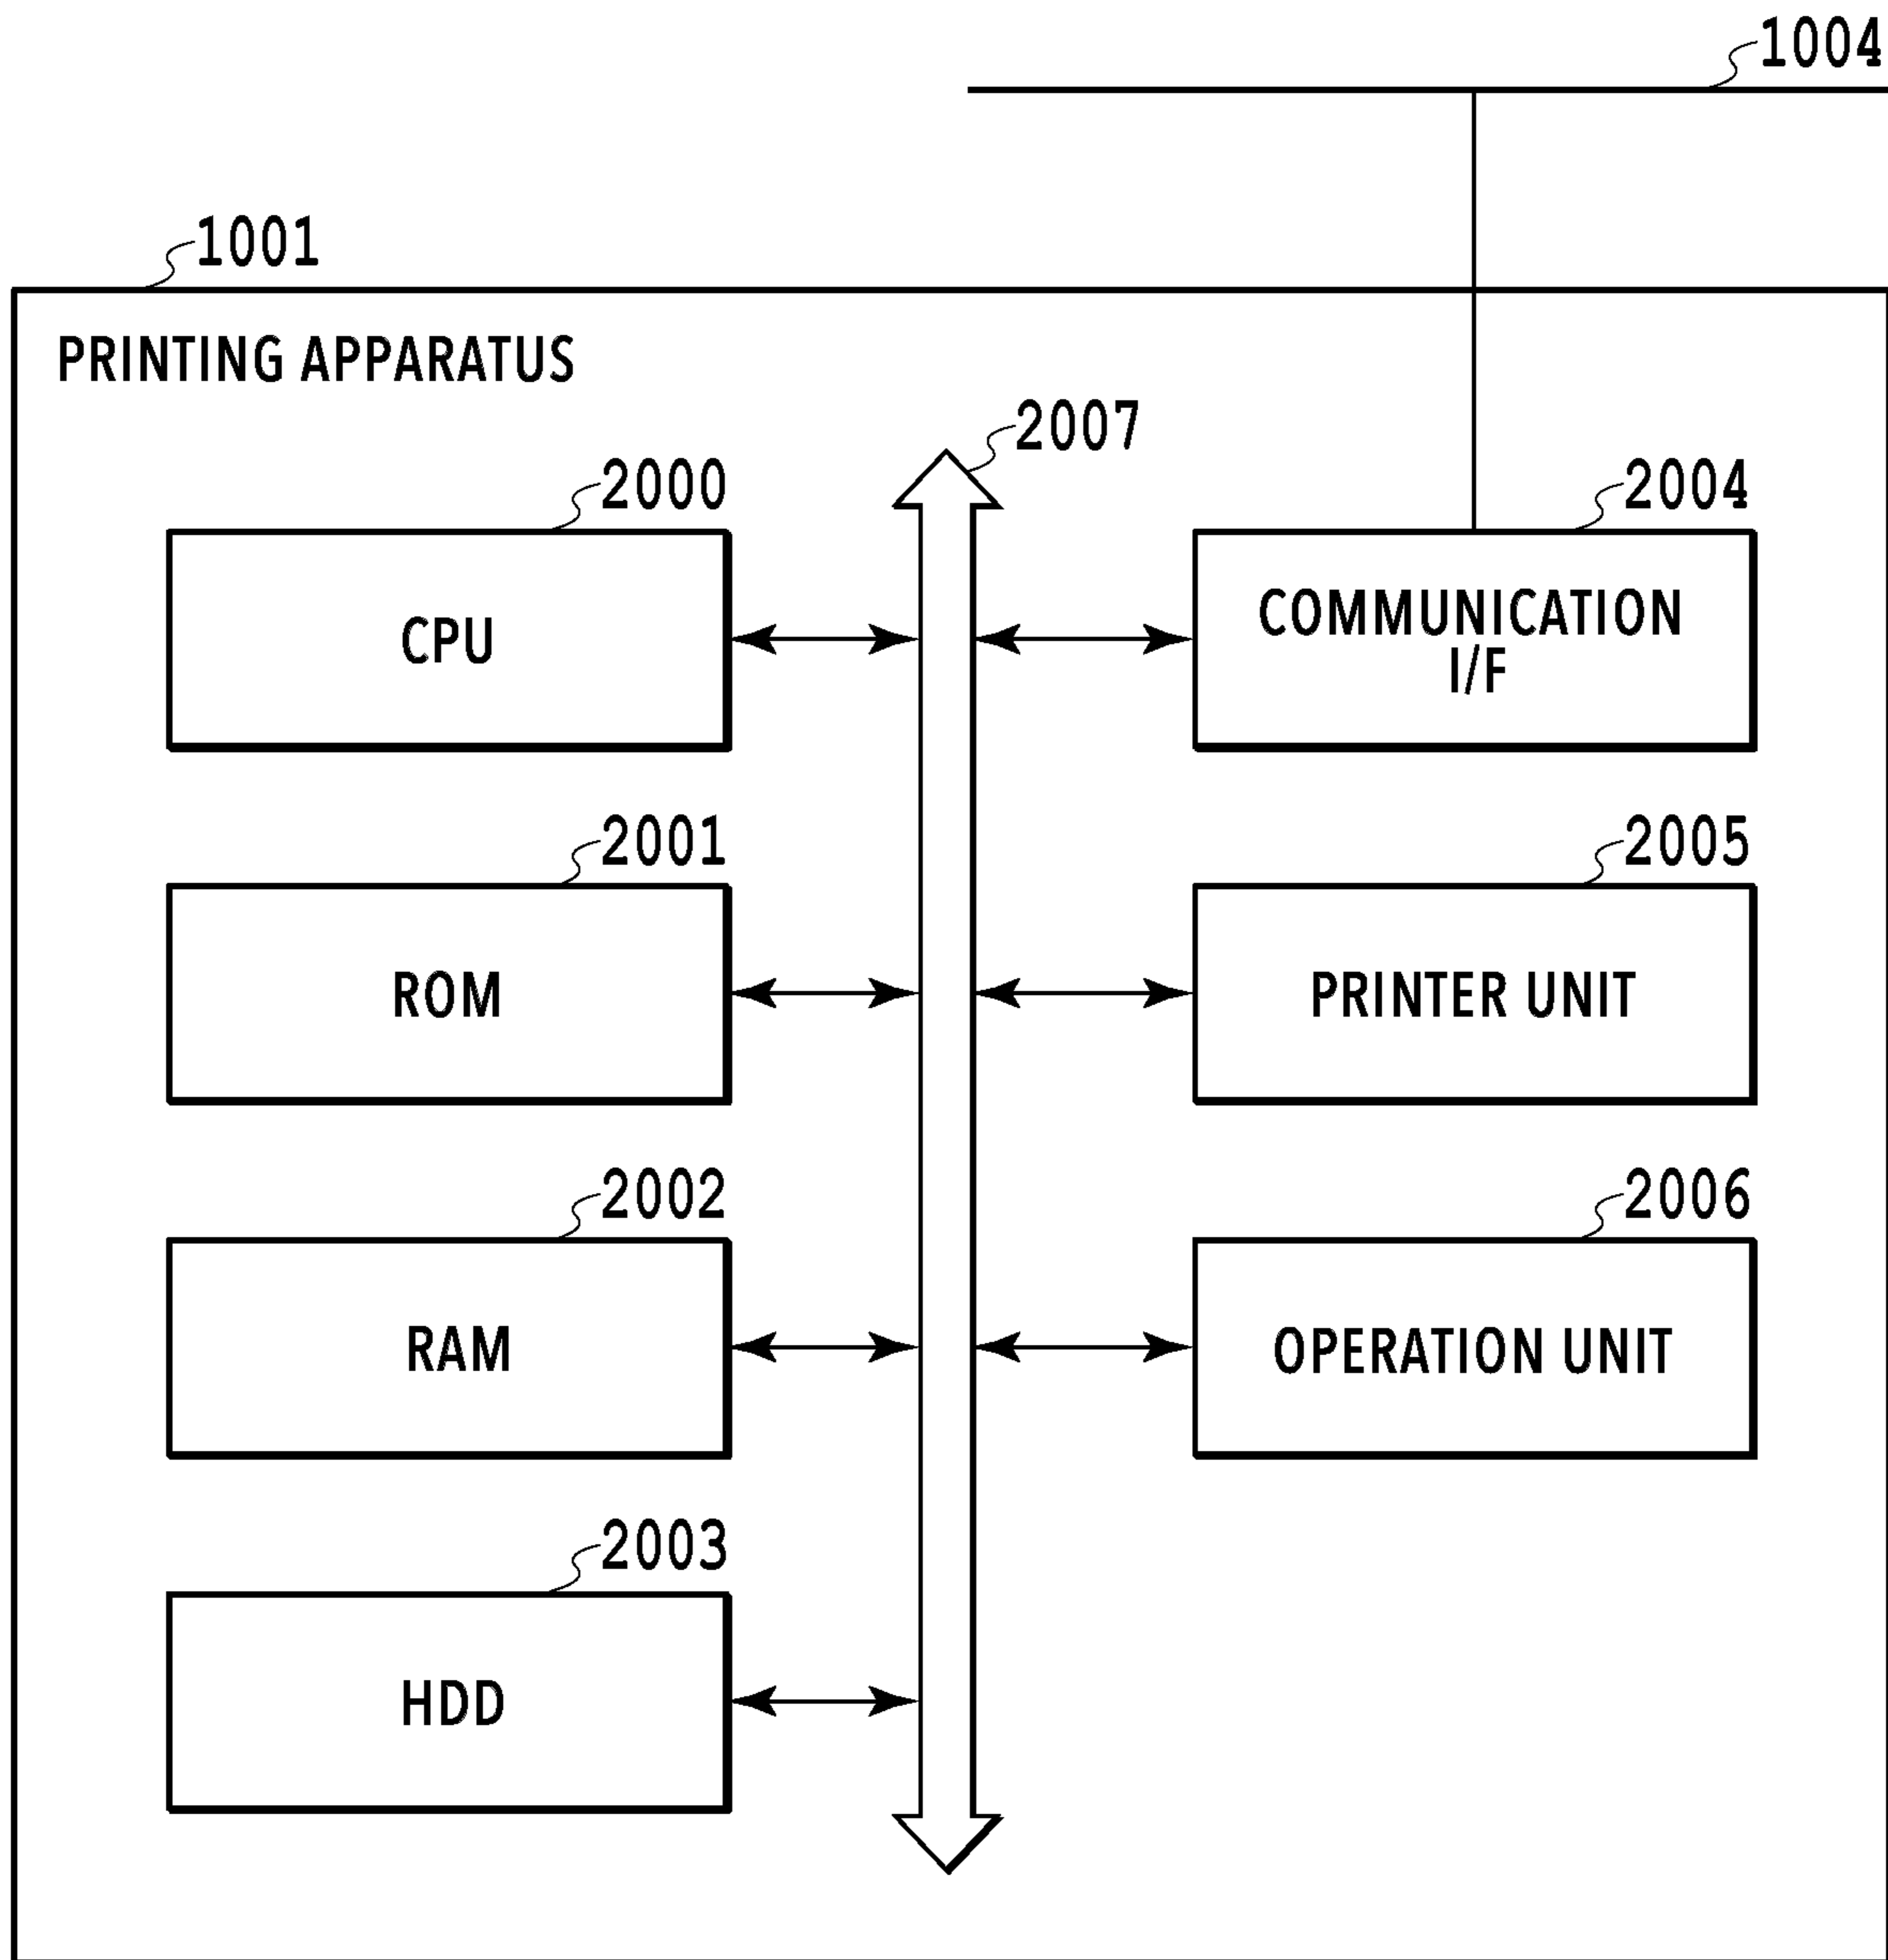 1004
1001
PRINTING APPARATUS
2007
2000
CPU
2004
COMMUNICATION
I/F
2001
ROM
2005
PRINTER UNIT
2002
RAM
2006
OPERATION UNIT
2003
HDD